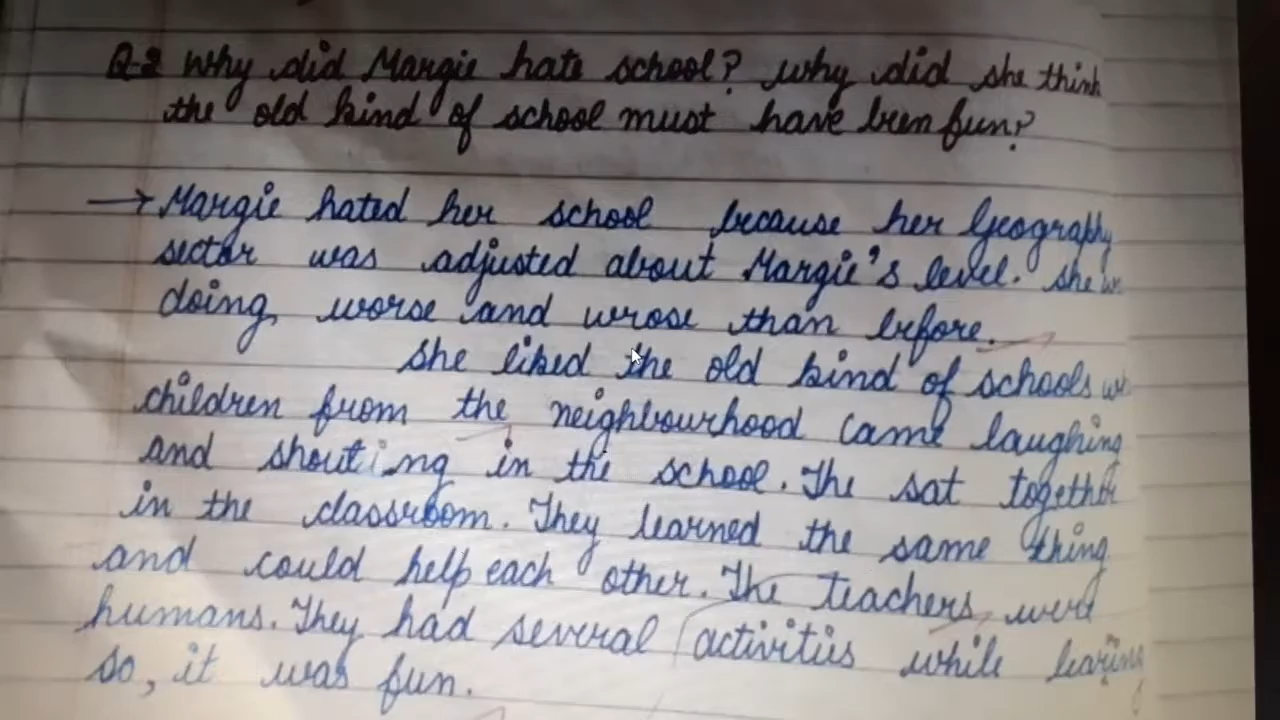 Q-2 Why did Margie hate school? why did she think
the old kind of school must have been fun?
→ Margie hated her school because her Geography
sector was adjusted about Margie's level. she
doing worse and wrose than before.
She liked the old kind of schools
children from the neighbourhood came laughing
and shouting in the school. The sat together
in the classroom. They learned the same thing
and could help each other. The teachers were
humans. They had several activities while learing
so, it was fun.